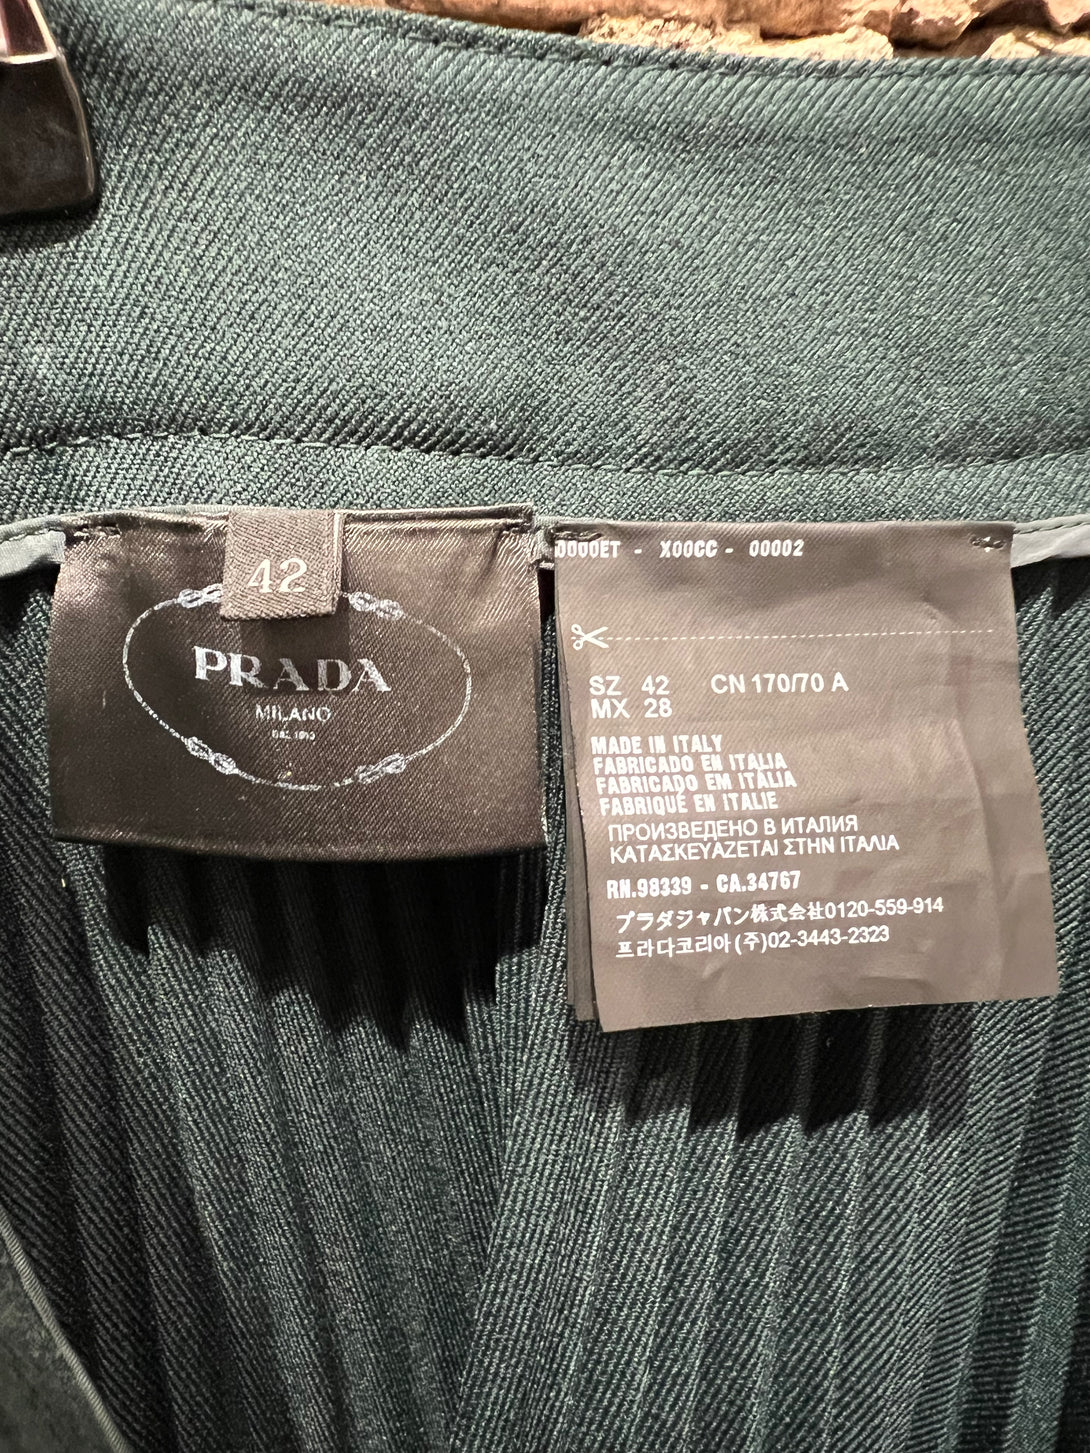 42
PRADA
MILANO
DAL 1913
0000ET - X00CC - 00002
SZ 42 CN 170/70 A
MX 28
MADE IN ITALY
FABRICADO EN ITALIA
FABRICADO EM ITÁLIA
FABRIQUÉ EN ITALIE
ПРОИЗВЕДЕНО В ИТАЛИЯ
ΚΑΤΑΣΚΕΥΑΖΕΤΑΙ ΣΤΗΝ ΙΤΑΛΙΑ
RN.98339 - CA.34767
プラダジャパン株式会社0120-559-914
프라다코리아(주)02-3443-2323